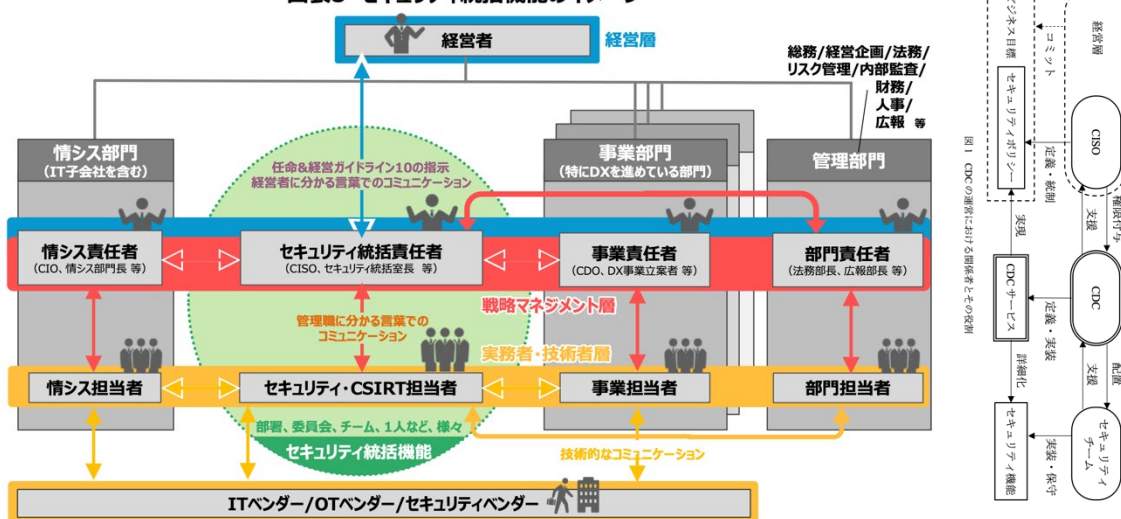 経営者
経営層
総務/経営企画/法務/
リスク管理/内部監査/
財務/
人事/
広報 等
情シス部門
(IT子会社を含む)
任命&経営ガイドライン10の指示
経営者に分かる言葉でのコミュニケーション
事業部門
(特にDXを進めている部門)
管理部門
情シス責任者
(CIO、情シス部門長 等)
セキュリティ統括責任者
(CISO、セキュリティ統括室長 等)
事業責任者
(CDO、DX事業立案者 等)
部門責任者
(法務部長、広報部長 等)
戦略マネジメント層
管理職に分かる言葉での
コミュニケーション
実務者・技術者層
情シス担当者
セキュリティ・CSIRT担当者
事業担当者
部門担当者
部署、委員会、チーム、1人など、様々
セキュリティ統括機能
技術的なコミュニケーション
ITベンダー/OTベンダー/セキュリティベンダー
経営層
コミット
ビジネス目標
セキュリティポリシー
CISO
定義・統制
権限付与
支援
実現
CDC
CDCサービス
定義・実装
配置
支援
詳細化
セキュリティ
チーム
実装・保守
セキュリティ機能
図1 CDCの運営における関係者とその役割